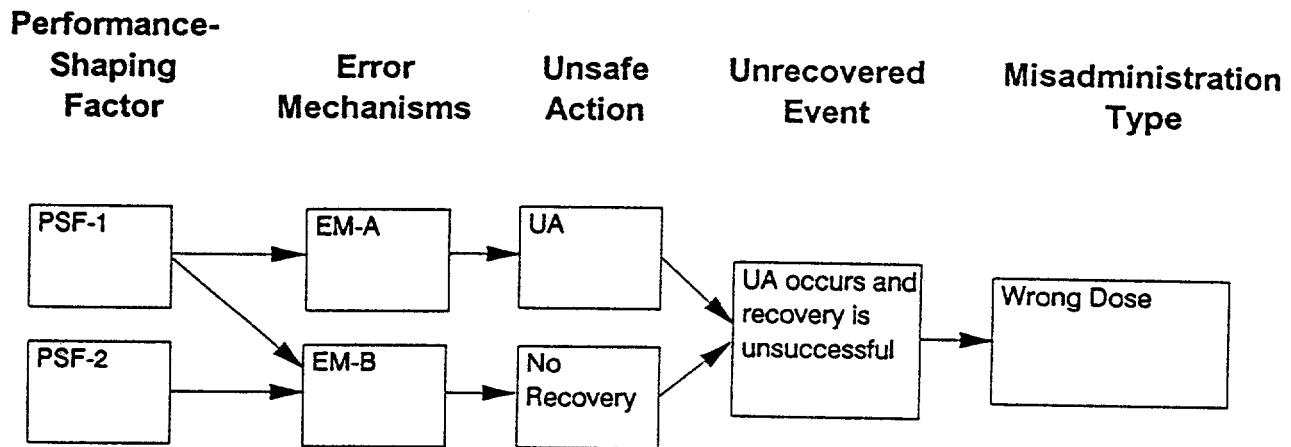 Performance-
Shaping
Factor
Error
Mechanisms
Unsafe
Action
Unrecovered
Event
Misadministration
Type
PSF-1
EM-A
UA
UA occurs and
recovery is
unsuccessful
Wrong Dose
PSF-2
EM-B
No
Recovery